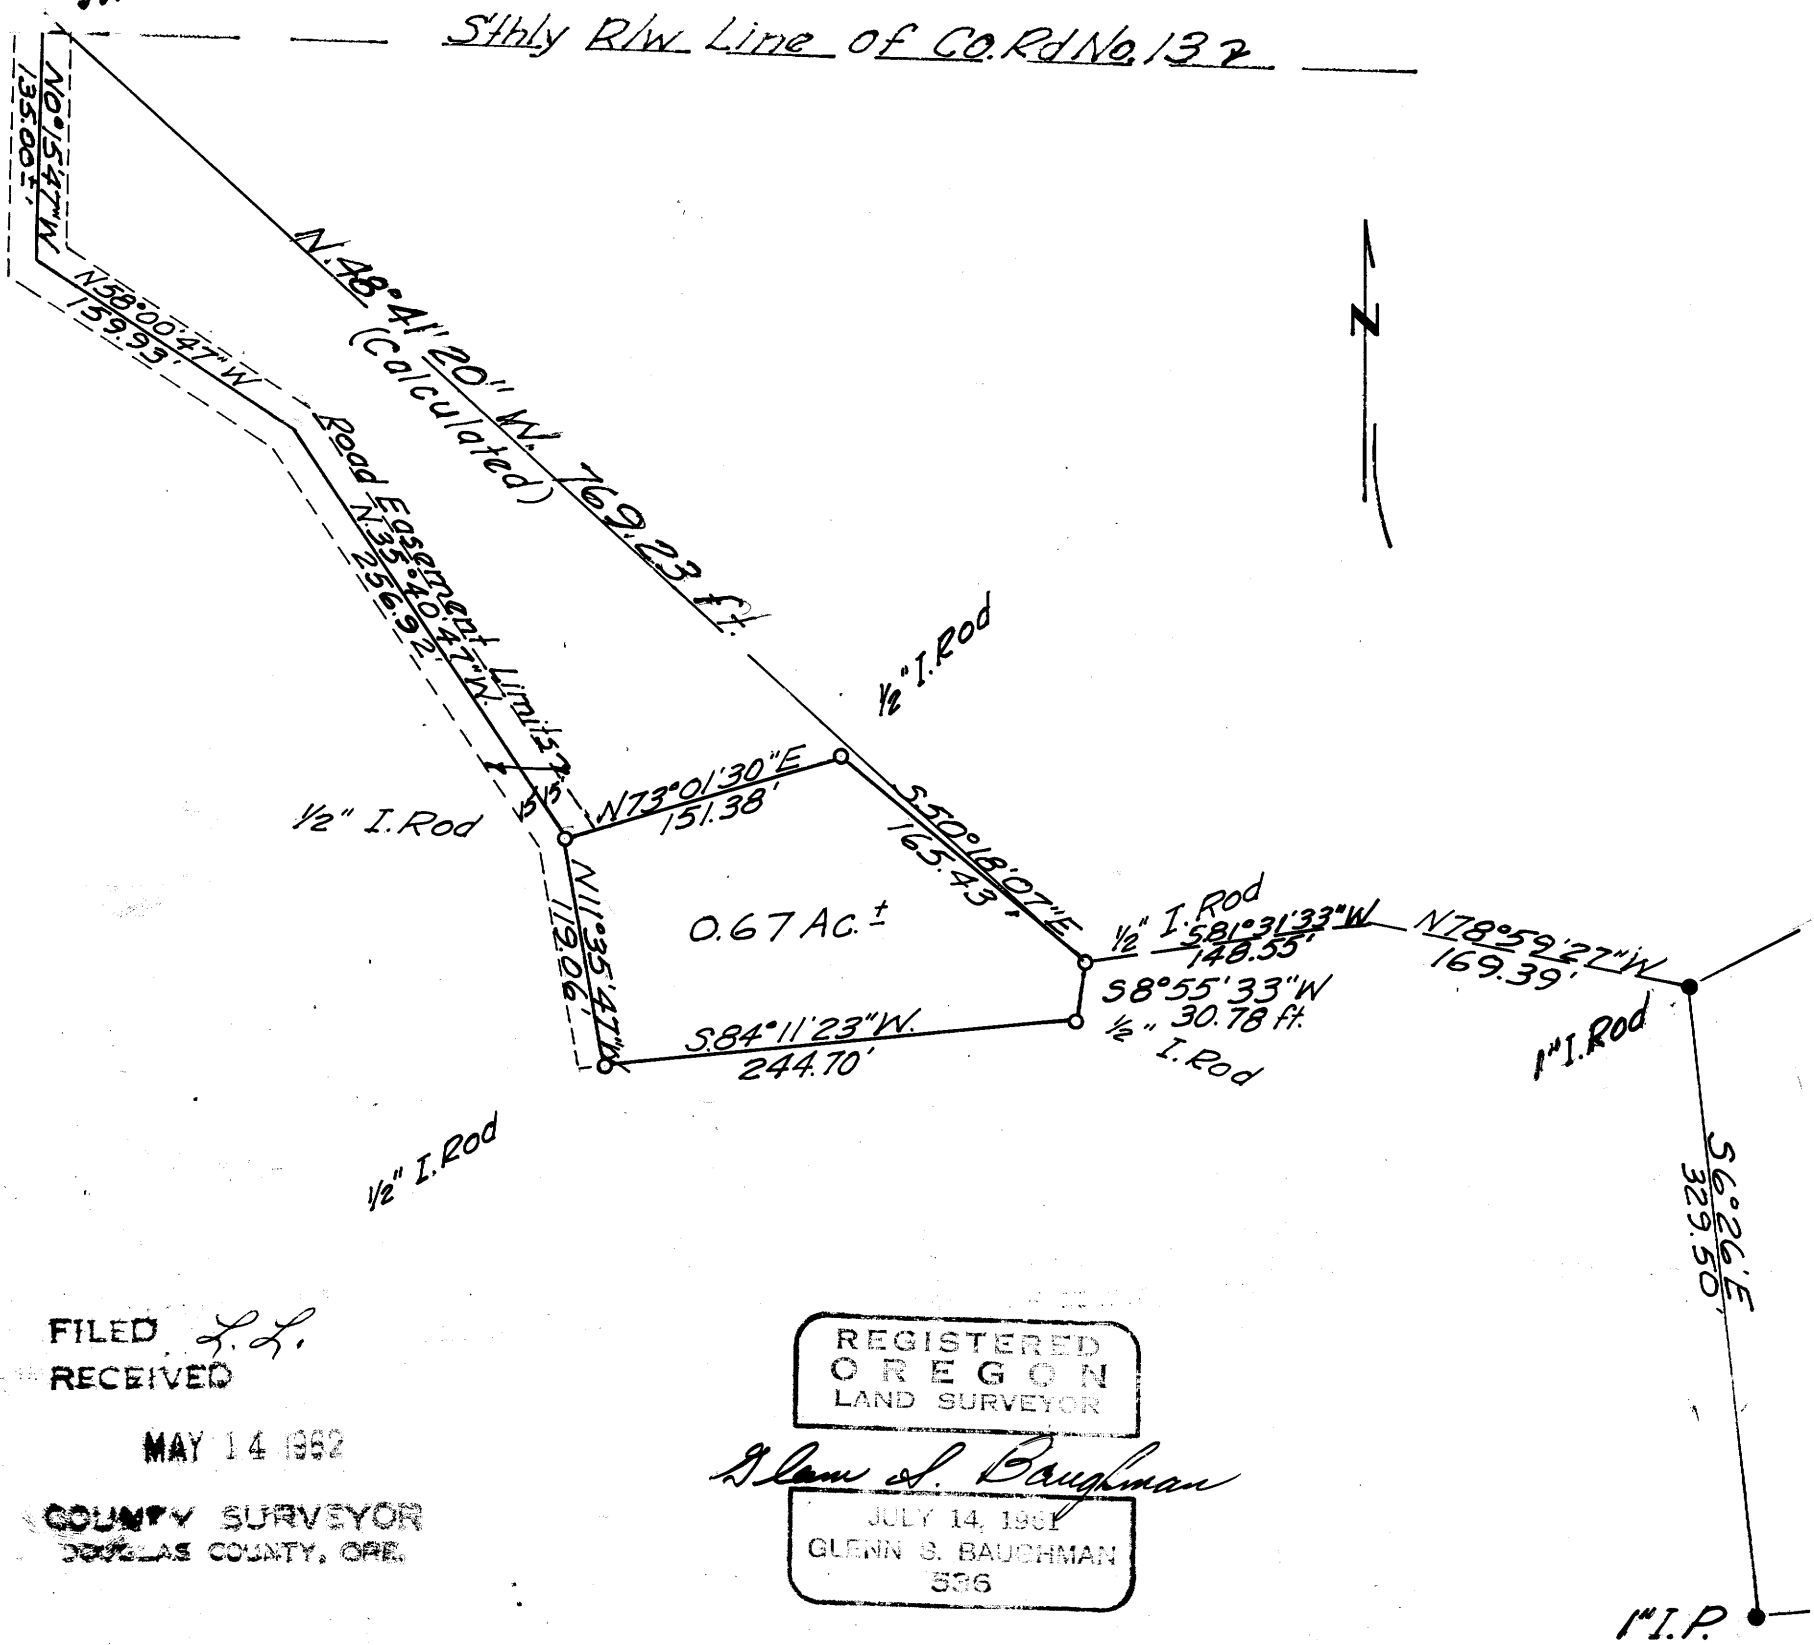 S'thly R/w Line of Co. Rd No. 132
N0°15'47"W
135.00±'
N58°00'47"W
159.93'
N.48°41'20" W. 769.23 ft.
(Calculated)
Road Easement Limits
N.35°40'47"W.
256.92'
N
1/2" I.Rod
1/2" I.Rod
15' 15'
N73°01'30"E
151.38'
S.50°18'07"E
165.43'
N11°35'47"W
119.06'
0.67 Ac.±
1/2" I.Rod
S81°31'33"W
148.55'
N78°59'27"W
169.39'
S8°55'33"W
30.78 ft.
1/2" I.Rod
S.84°11'23"W.
244.70'
1" I.Rod
1/2" I.Rod
S6°26'E
329.50'
FILED L.L.
RECEIVED
MAY 14 1962
COUNTY SURVEYOR
DOUGLAS COUNTY, ORE.
REGISTERED
OREGON
LAND SURVEYOR
Glenn S. Baughman
JULY 14, 1961
GLENN S. BAUGHMAN
536
1" I.P.